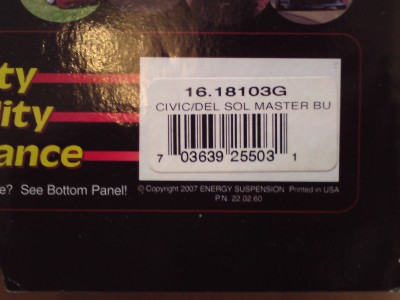 16.18103G
CIVIC/DEL SOL MASTER BU
7 03639 25503 1
ty
lity
ance
e? See Bottom Panel!
© Copyright 2007 ENERGY SUSPENSION Printed in USA
P.N. 22.02.60